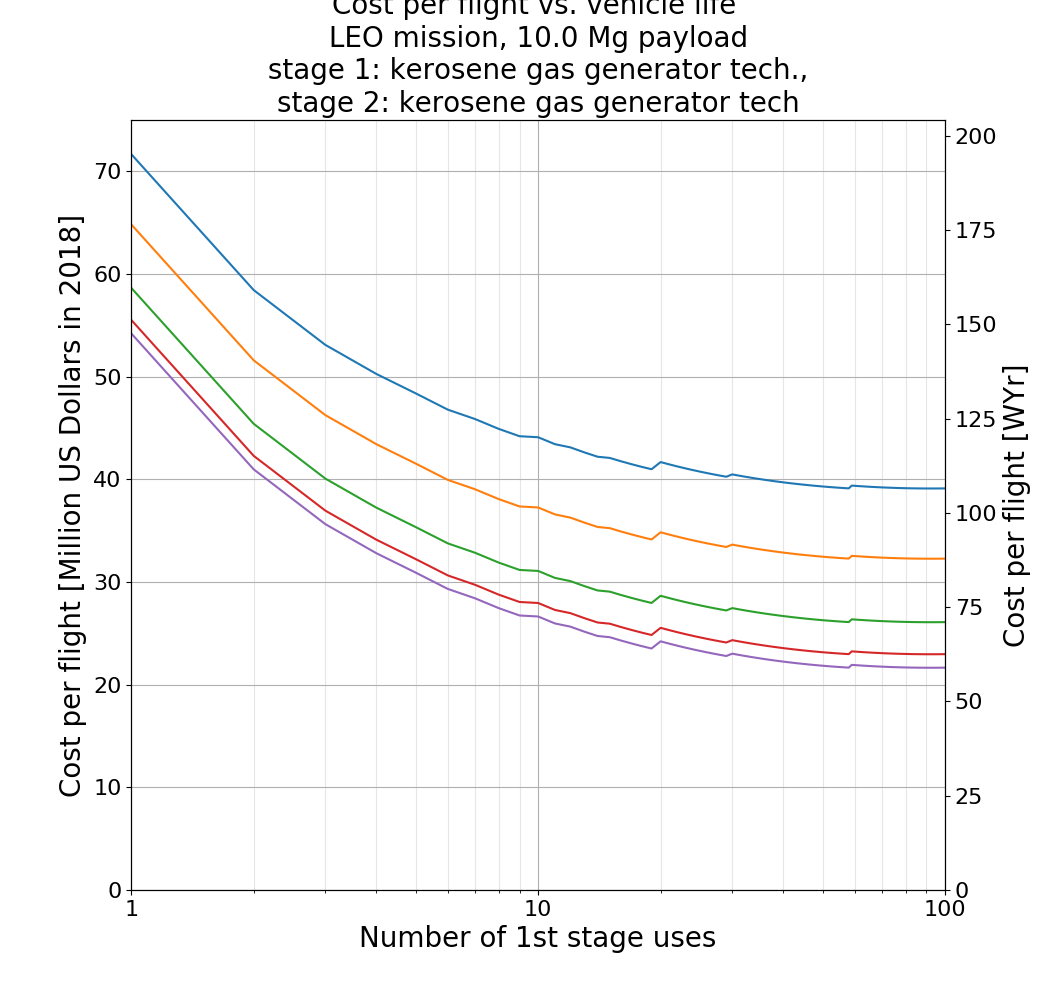 Cost per flight vs. vehicle life
LEO mission, 10.0 Mg payload
stage 1: kerosene gas generator tech.,
stage 2: kerosene gas generator tech
Cost per flight [Million US Dollars in 2018]
70
60
50
40
30
20
10
0
200
175
150
125
100
75
50
25
0
Cost per flight [WYr]
1
10
100
Number of 1st stage uses